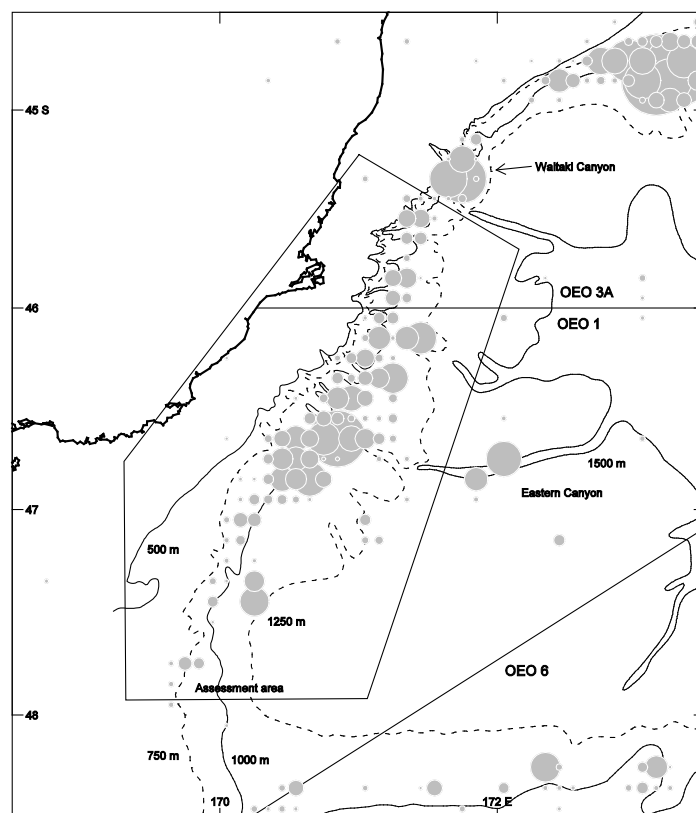 45 S
Waitaki Canyon
OEO 3A
46
OEO 1
1500 m
Eastern Canyon
47
500 m
1250 m
OEO 6
Assessment area
48
750 m
1000 m
170
172 E